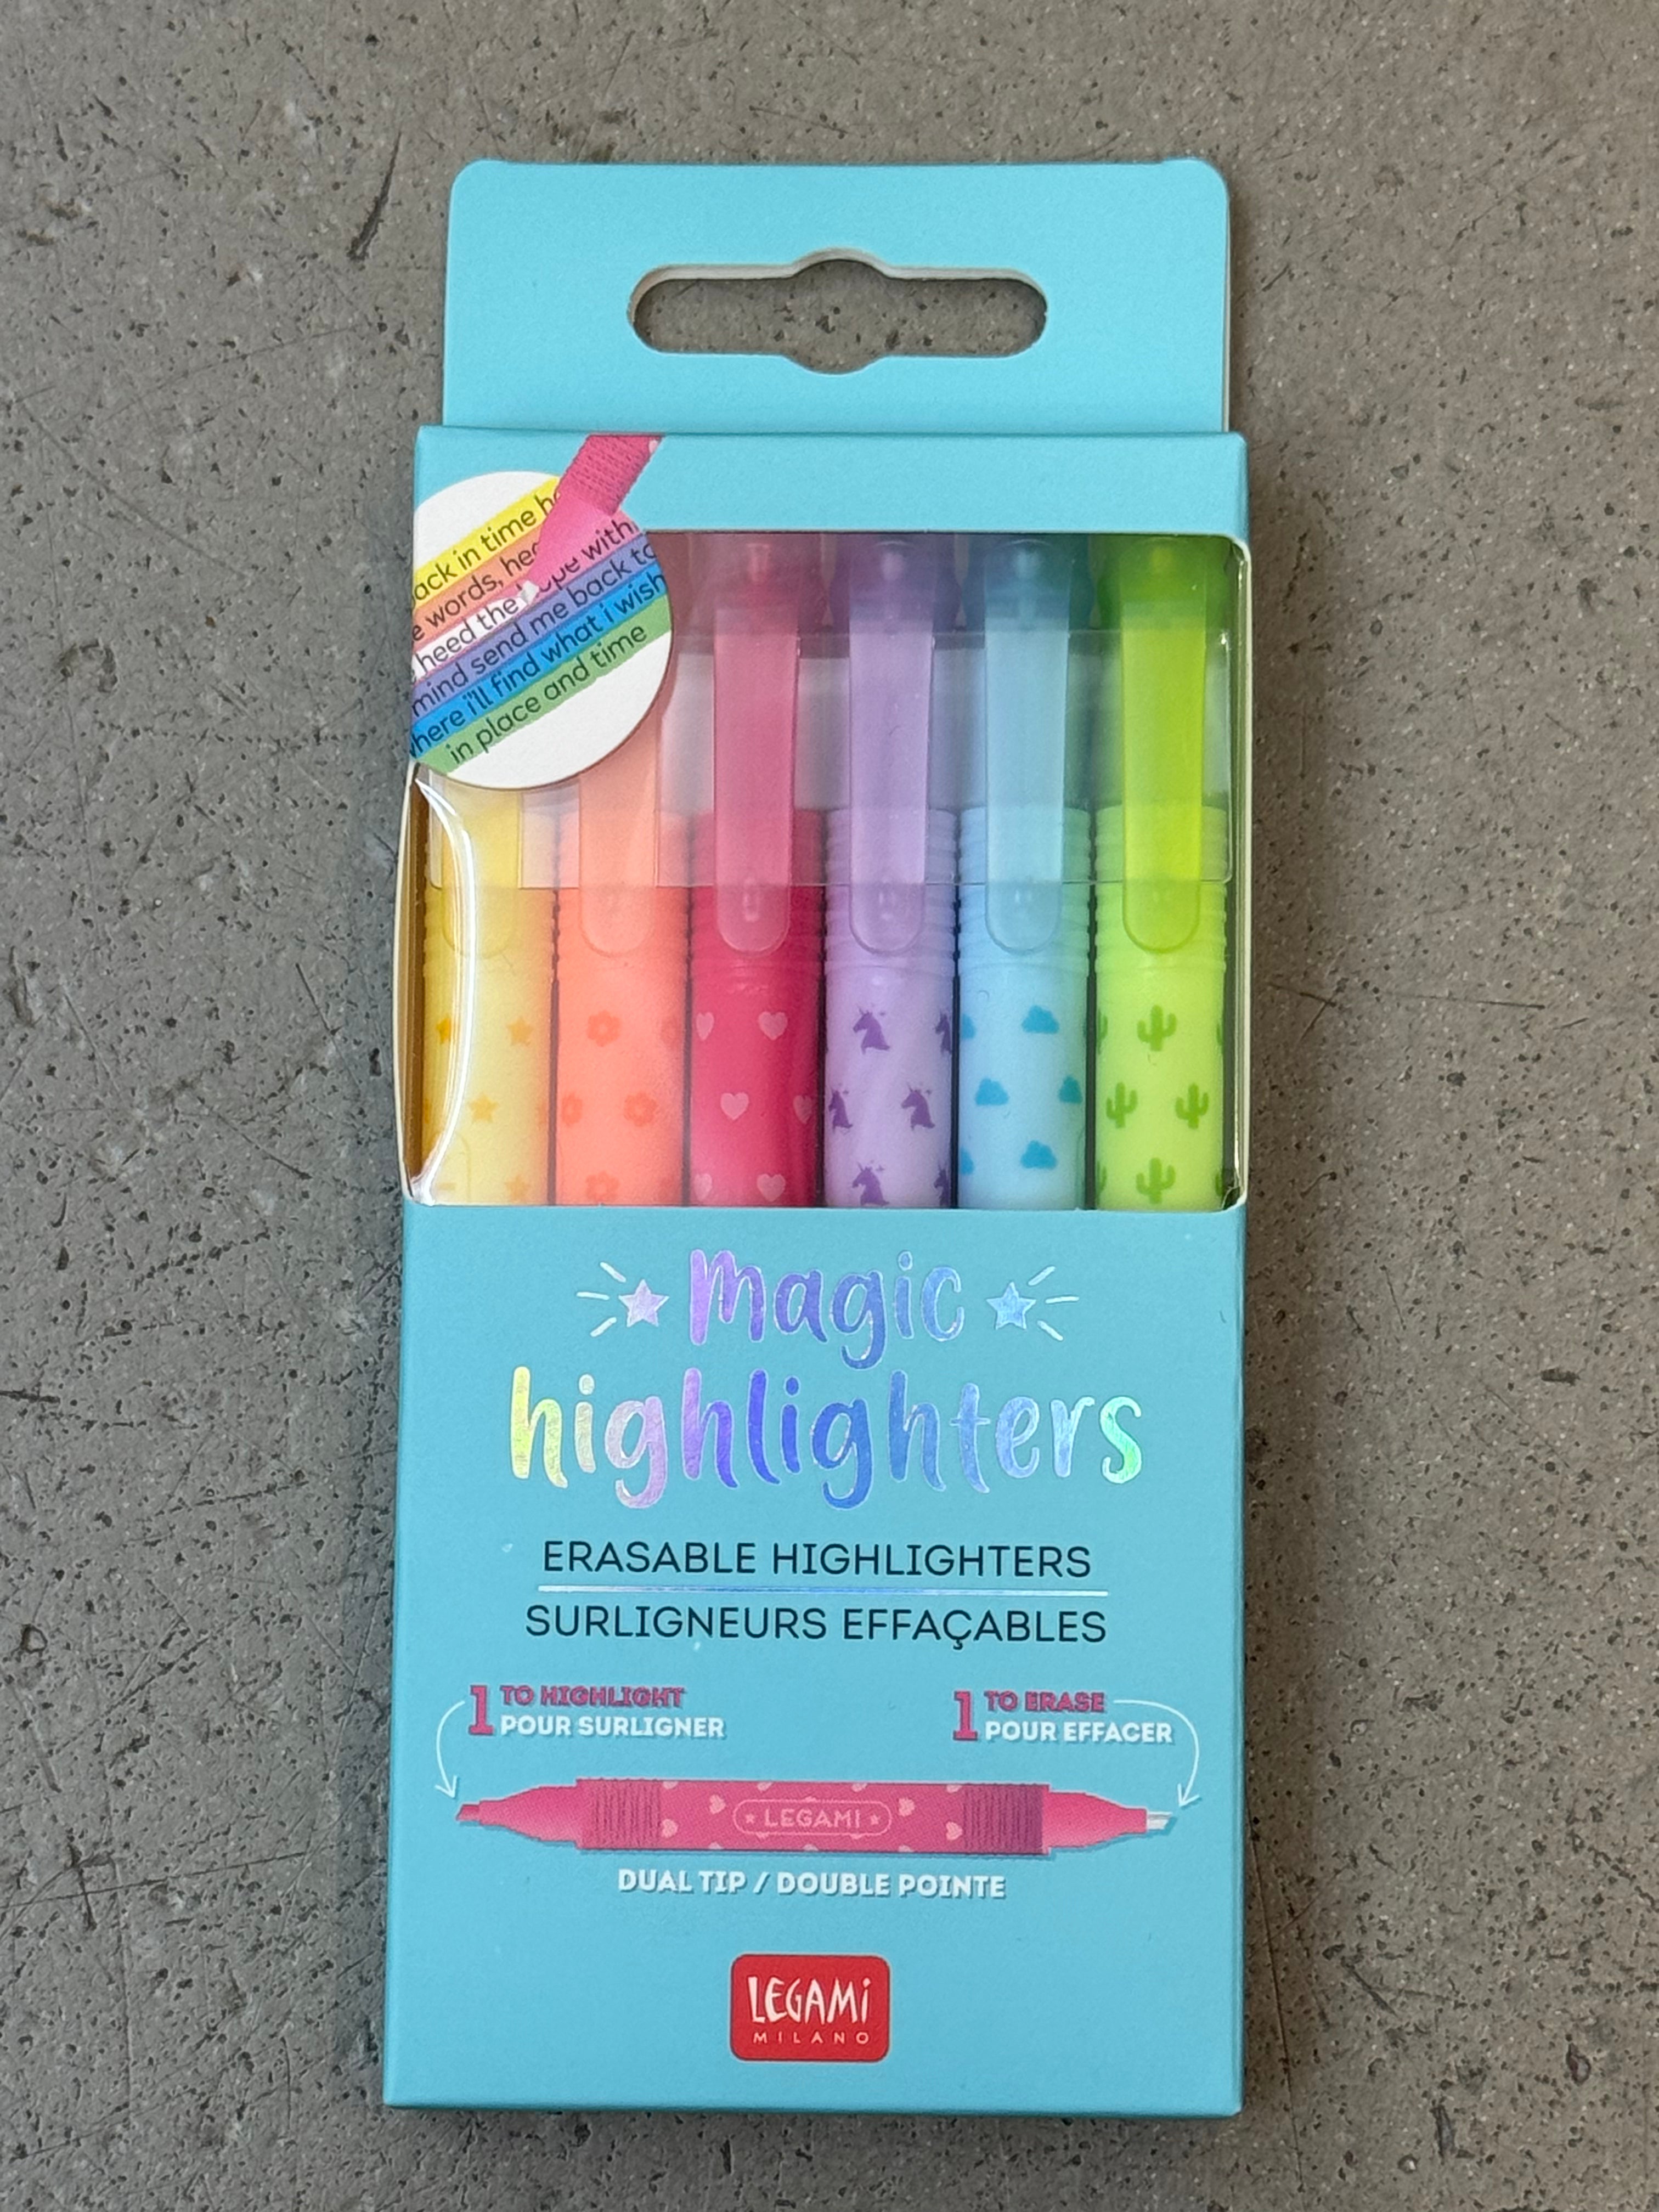 ack in time
e words,
heed the
with
mind send me back to
where i'll find what i wish
in place and time
magic
highlighters
ERASABLE HIGHLIGHTERS
SURLIGNEURS EFFAÇABLES
1 TO HIGHLIGHT
POUR SURLIGNER
1 TO ERASE
POUR EFFACER
LEGAMI
DUAL TIP / DOUBLE POINTE
LEGAMi
MILANO